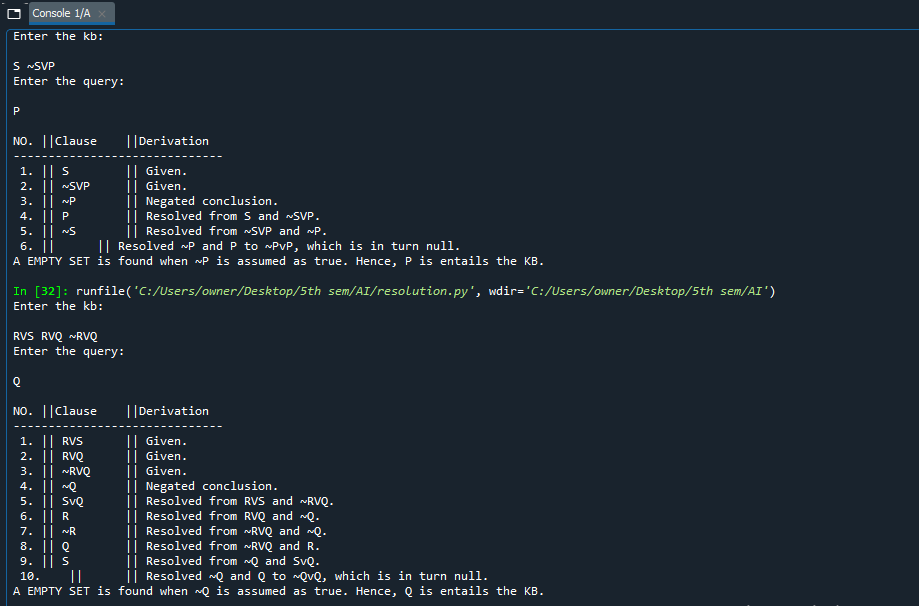 Console 1/A
Enter the kb:
S ~SVP
Enter the query:
P
NO. ||Clause    ||Derivation
------------------------------
 1. || S        || Given.
 2. || ~SVP     || Given.
 3. || ~P       || Negated conclusion.
 4. || P        || Resolved from S and ~SVP.
 5. || ~S       || Resolved from ~SVP and ~P.
 6. ||      || Resolved ~P and P to ~PvP, which is in turn null.
A EMPTY SET is found when ~P is assumed as true. Hence, P is entails the KB.
In [32]: runfile('C:/Users/owner/Desktop/5th sem/AI/resolution.py', wdir='C:/Users/owner/Desktop/5th sem/AI')
Enter the kb:
RVS RVQ ~RVQ
Enter the query:
Q
NO. ||Clause    ||Derivation
------------------------------
 1. || RVS      || Given.
 2. || RVQ      || Given.
 3. || ~RVQ     || Given.
 4. || ~Q       || Negated conclusion.
 5. || SvQ      || Resolved from RVS and ~RVQ.
 6. || R        || Resolved from RVQ and ~Q.
 7. || ~R       || Resolved from ~RVQ and ~Q.
 8. || Q        || Resolved from ~RVQ and R.
 9. || S        || Resolved from ~Q and SvQ.
 10.    ||      || Resolved ~Q and Q to ~QvQ, which is in turn null.
A EMPTY SET is found when ~Q is assumed as true. Hence, Q is entails the KB.